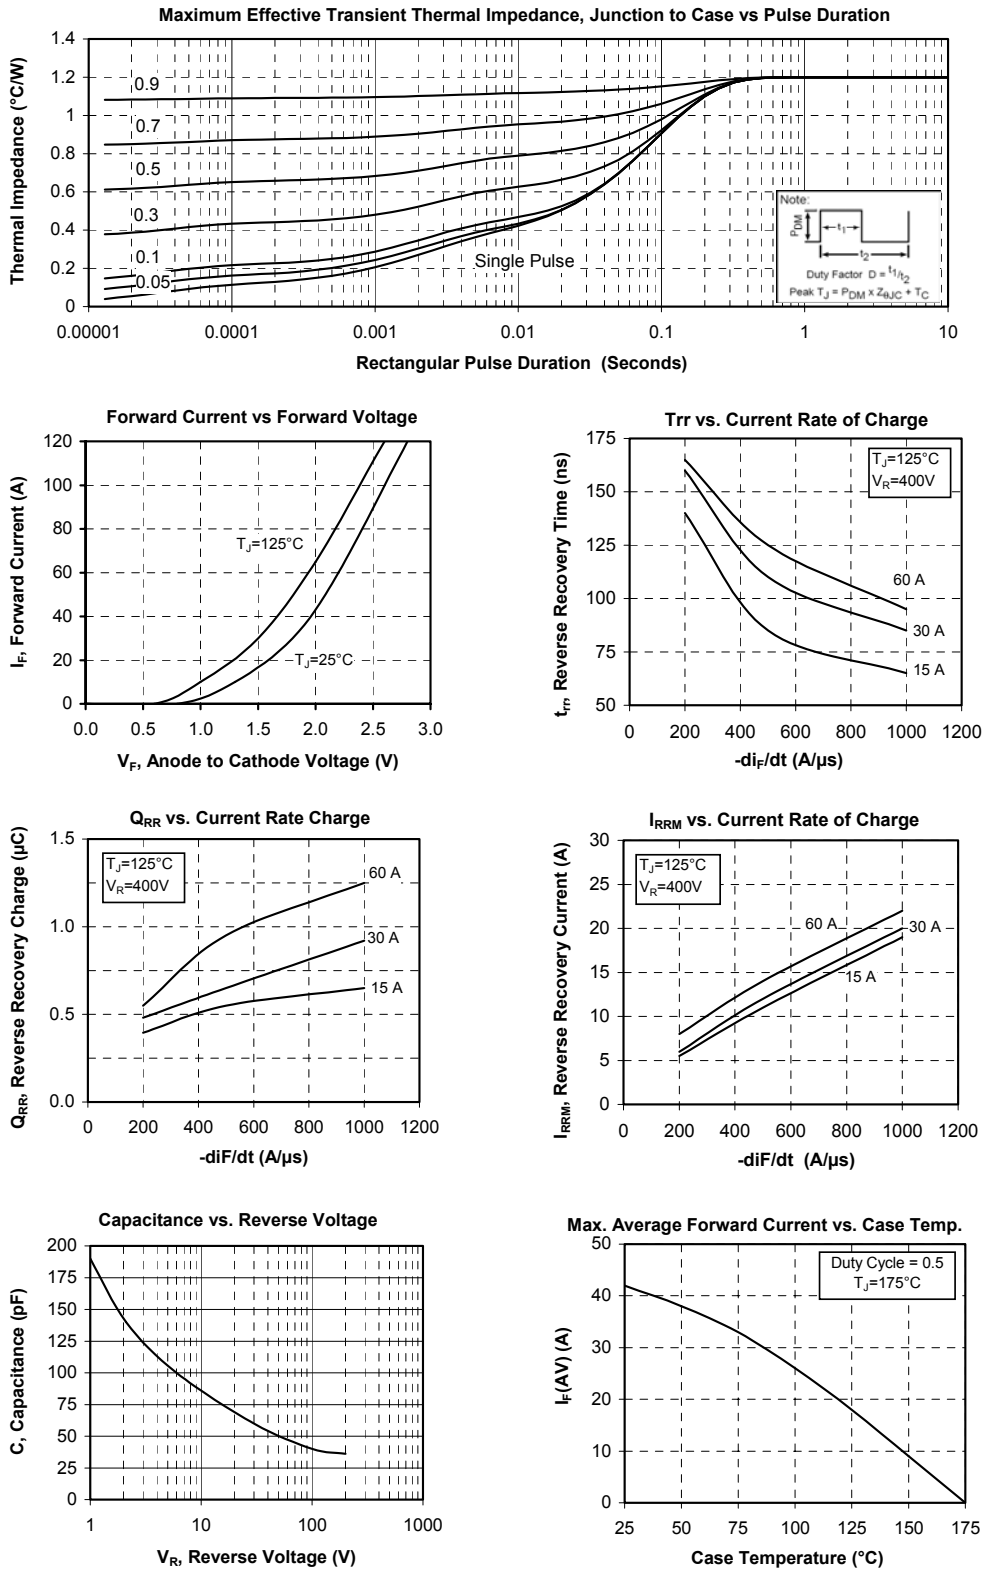 Maximum Effective Transient Thermal Impedance, Junction to Case vs Pulse Duration
Thermal Impedance (°C/W)
1.4
1.2
1
0.8
0.6
0.4
0.2
0
0.9
0.7
0.5
0.3
0.1
0.05
Single Pulse
Note:
PDM
t1
t2
Duty Factor D = t1/t2
Peak TJ = PDM x ZθJC + TC
0.00001 0.0001 0.001 0.01 0.1 1 10
Rectangular Pulse Duration (Seconds)
Forward Current vs Forward Voltage
IF, Forward Current (A)
120
100
80
60
40
20
0
TJ=125°C
TJ=25°C
0.0 0.5 1.0 1.5 2.0 2.5 3.0
VF, Anode to Cathode Voltage (V)
Trr vs. Current Rate of Charge
trr, Reverse Recovery Time (ns)
175
150
125
100
75
50
TJ=125°C
VR=400V
60 A
30 A
15 A
0 200 400 600 800 1000 1200
-diF/dt (A/µs)
QRR vs. Current Rate Charge
QRR, Reverse Recovery Charge (µC)
1.5
1.0
0.5
0.0
TJ=125°C
VR=400V
60 A
30 A
15 A
0 200 400 600 800 1000 1200
-diF/dt (A/µs)
IRRM vs. Current Rate of Charge
IRRM, Reverse Recovery Current (A)
30
25
20
15
10
5
0
TJ=125°C
VR=400V
60 A
30 A
15 A
0 200 400 600 800 1000 1200
-diF/dt (A/µs)
Capacitance vs. Reverse Voltage
C, Capacitance (pF)
200
175
150
125
100
75
50
25
0
1 10 100 1000
VR, Reverse Voltage (V)
Max. Average Forward Current vs. Case Temp.
IF(AV) (A)
50
40
30
20
10
0
Duty Cycle = 0.5
TJ=175°C
25 50 75 100 125 150 175
Case Temperature (°C)